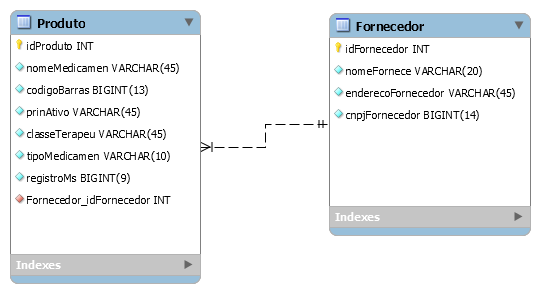 Produto
idProduto INT
nomeMedicamen VARCHAR(45)
codigoBarras BIGINT(13)
prinAtivo VARCHAR(45)
classeTerapeu VARCHAR(45)
tipoMedicamen VARCHAR(10)
registroMs BIGINT(9)
Fornecedor_idFornecedor INT
Indexes
Fornecedor
idFornecedor INT
nomeFornece VARCHAR(20)
enderecoFornecedor VARCHAR(45)
cnpjFornecedor BIGINT(14)
Indexes